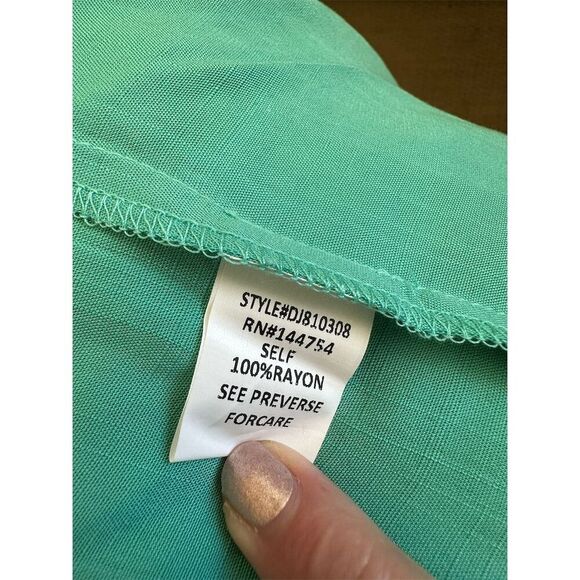 STYLE#DJ810308
RN#144754
SELF
100%RAYON
SEE PREVERSE
FORCARE